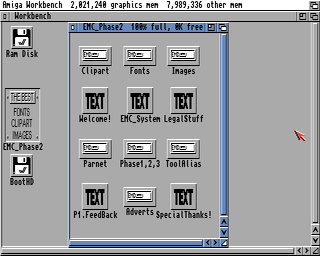 Amiga Workbench 2,021,240 graphics mem 7,989,336 other mem
Workbench
EMC_Phase2 100% full, 0K free
Ram Disk
THE BEST
FONTS
CLIPART
IMAGES
EMC_Phase2
BootHD
Clipart Fonts Images
TEXT TEXT TEXT
Welcome! EMC_System LegalStuff
Parnet Phase1,2,3 ToolAlias
TEXT TEXT
P1.FeedBack Adverts SpecialThanks!